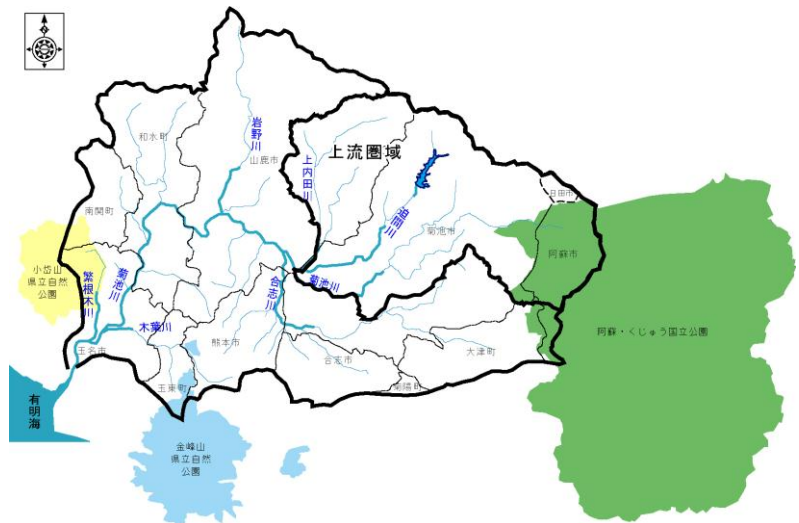 和水町
岩野川
山鹿市
上内田川
上流圏域
迫間川
菊池市
日田市
阿蘇市
南関町
小岱山
県立自然
公園
繁根木川
菊池川
菊池川
合志川
木葉川
熊本市
玉名市
玉東町
合志市
大津町
菊陽町
阿蘇・くじゅう国立公園
有明海
金峰山
県立自然
公園